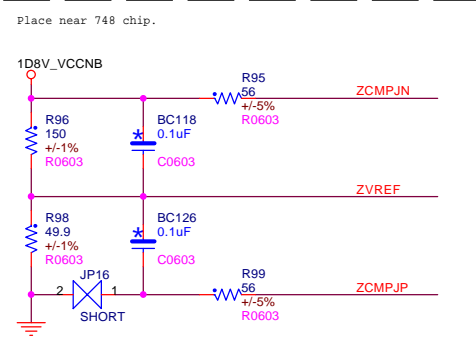 Place near 748 chip.
1D8V_VCCNB
R95
56
+/-5%
R0603
ZCMPJN
R96
150
+/-1%
R0603
BC118
0.1uF
C0603
ZVREF
R98
49.9
+/-1%
R0603
BC126
0.1uF
C0603
JP16
2 1
SHORT
R99
56
+/-5%
R0603
ZCMPJP